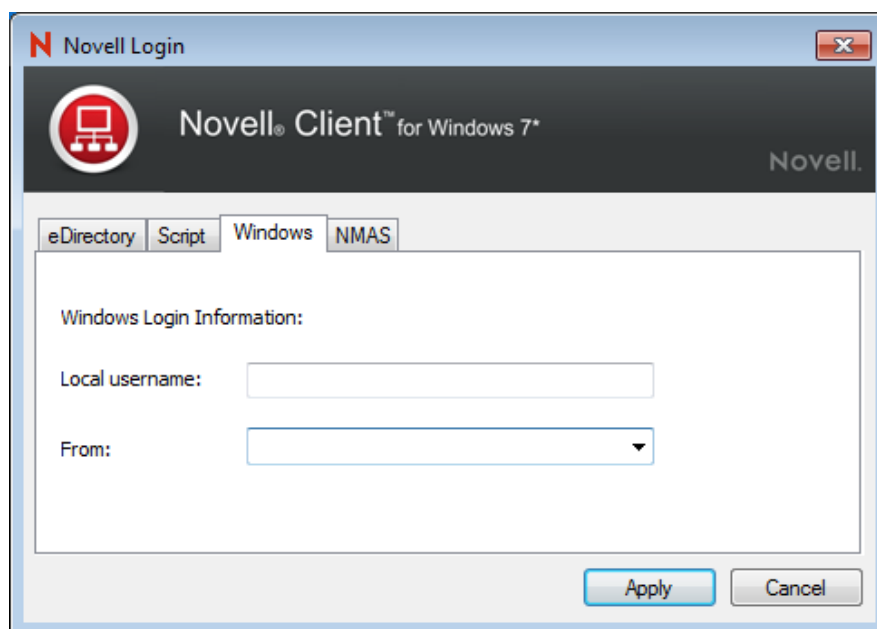 N Novell Login
Novell® Client™ for Windows 7*
Novell.
eDirectory Script Windows NMAS
Windows Login Information:
Local username:
From:
Apply Cancel